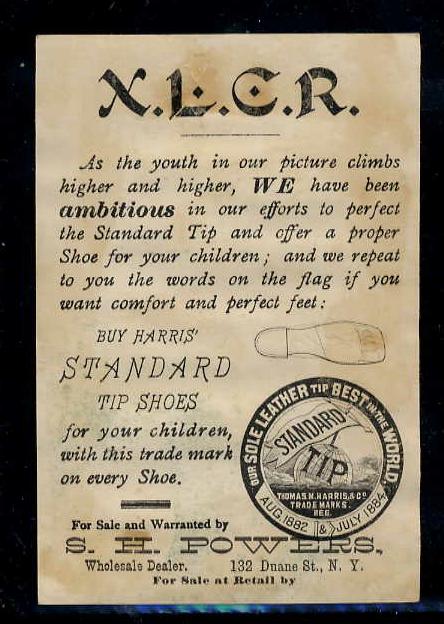 X.L.C.R.
As the youth in our picture climbs
higher and higher, WE have been
ambitious in our efforts to perfect
the Standard Tip and offer a proper
Shoe for your children; and we repeat
to you the words on the flag if you
want comfort and perfect feet:
BUY HARRIS'
STANDARD
TIP SHOES
for your children,
with this trade mark
on every Shoe.
OUR SOLE LEATHER TIP BEST IN THE WORLD.
STANDARD
TIP
THOMAS N. HARRIS, & CO
TRADE MARKS.
REG.
AUG. 1882 & JULY 1884
For Sale and Warranted by
S. H. POWERS,
Wholesale Dealer. 132 Duane St., N. Y.
For Sale at Retail by